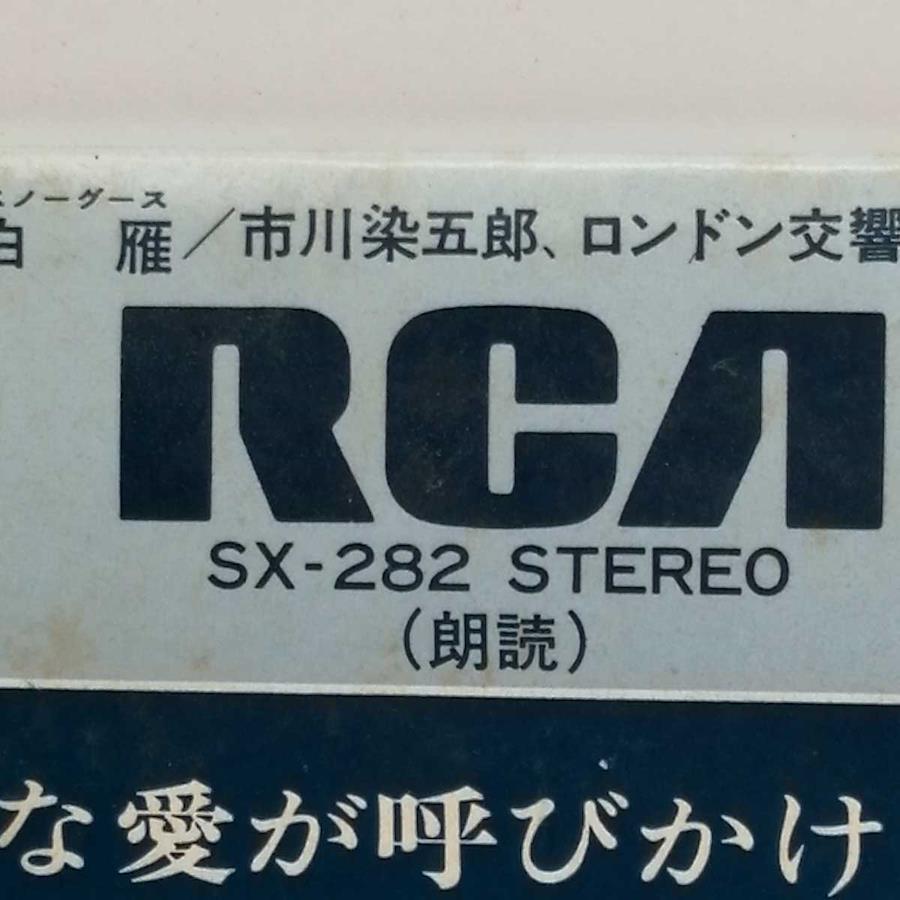 スノーグース
白 雁／市川染五郎、ロンドン交響
RCA
SX-282 STEREO
（朗読）
な愛が呼びかけ